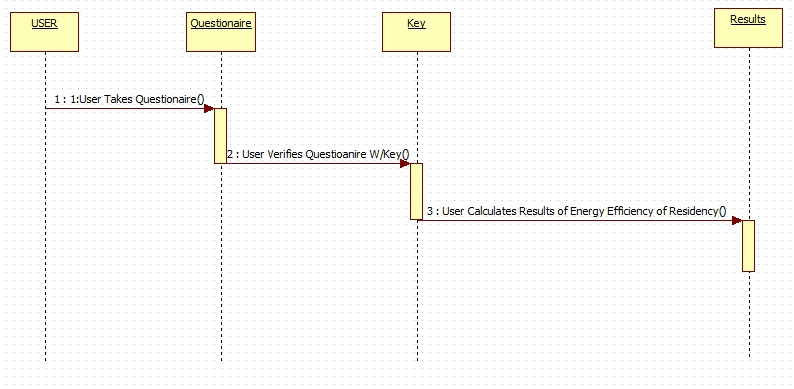 USER
Questionaire
Key
Results
1 : 1:User Takes Questionaire()
2 : User Verifies Questioanire W/Key()
3 : User Calculates Results of Energy Efficiency of Residency()